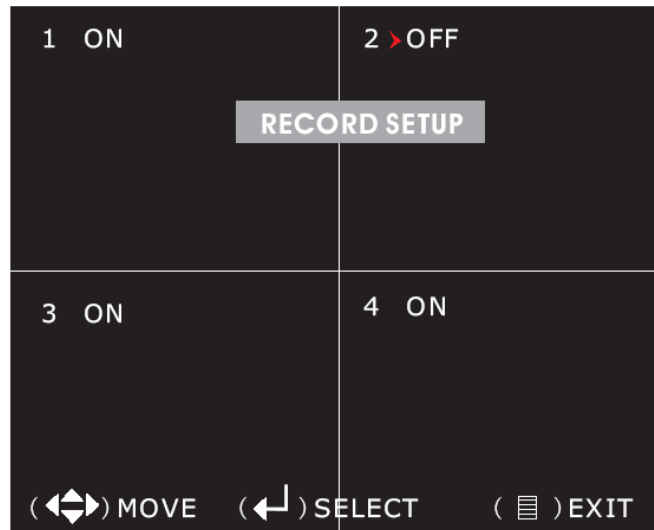 1 ON
2 OFF
RECORD SETUP
3 ON
4 ON
( ) MOVE ( ) SELECT ( ) EXIT